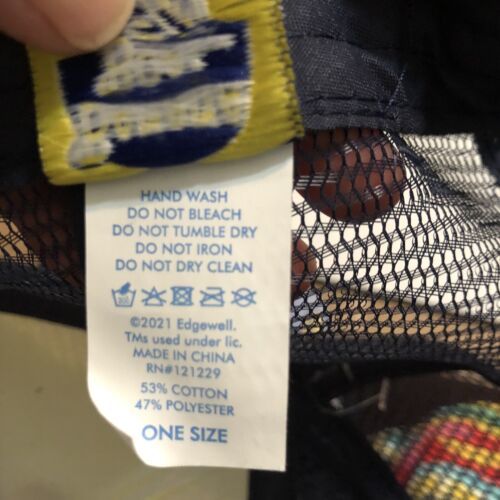 HAND WASH
DO NOT BLEACH
DO NOT TUMBLE DRY
DO NOT IRON
DO NOT DRY CLEAN
©2021 Edgewell.
TMs used under lic.
MADE IN CHINA
RN#121229
53% COTTON
47% POLYESTER
ONE SIZE